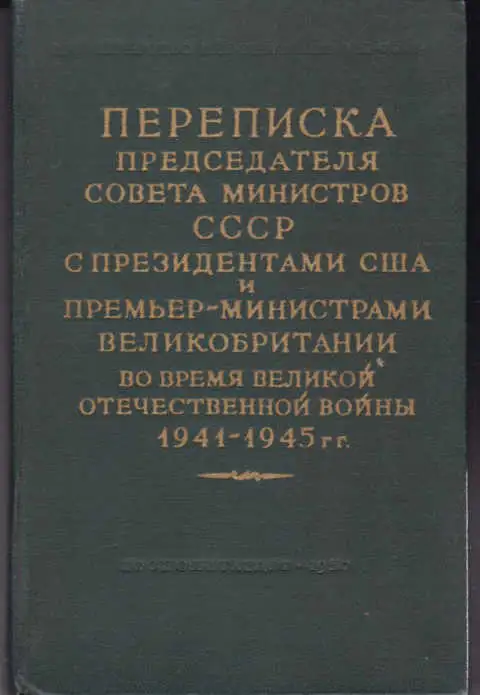 ПЕРЕПИСКА
ПРЕДСЕДАТЕЛЯ
СОВЕТА МИНИСТРОВ
СССР
С ПРЕЗИДЕНТАМИ США
И
ПРЕМЬЕР-МИНИСТРАМИ
ВЕЛИКОБРИТАНИИ
ВО ВРЕМЯ ВЕЛИКОЙ
ОТЕЧЕСТВЕННОЙ ВОЙНЫ
1941-1945 гг.